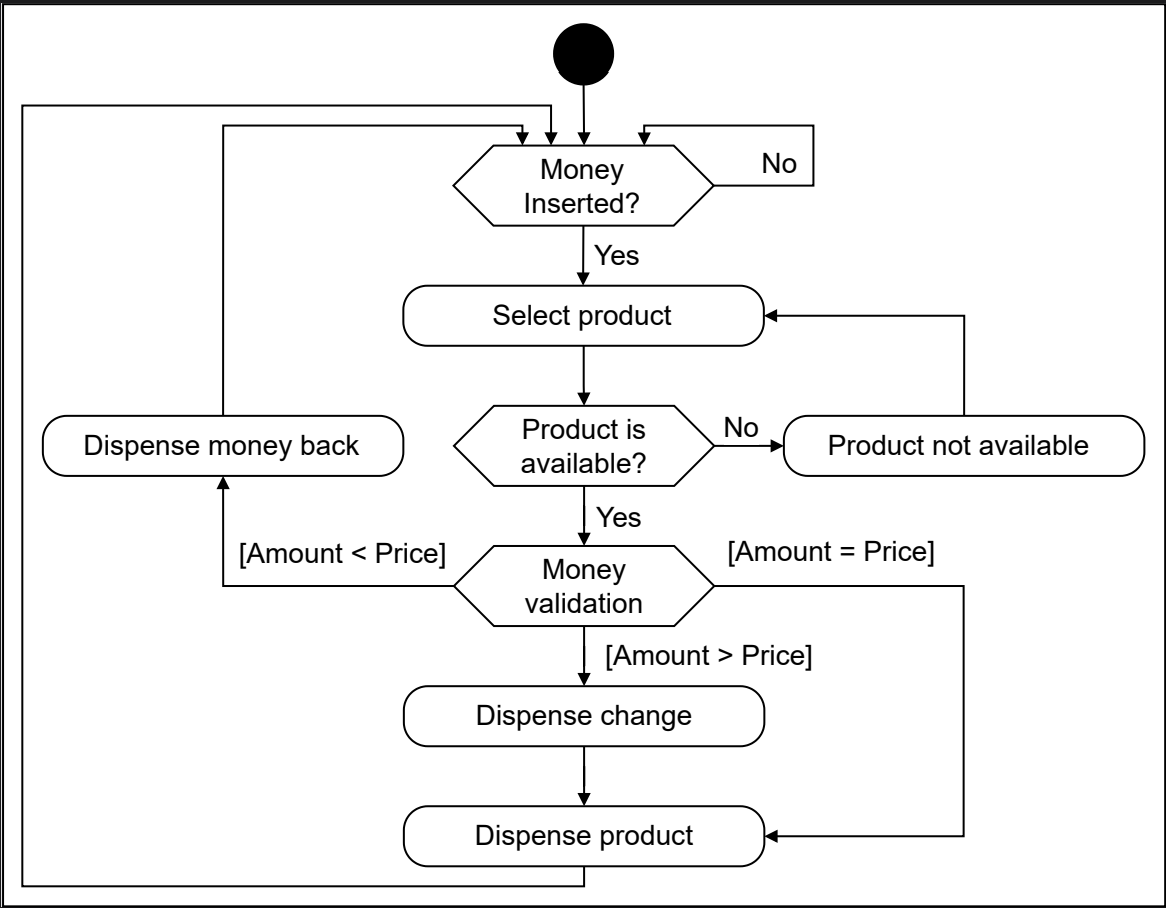 No
Money
Inserted?
Yes
Select product
Dispense money back
Product is
available?
No
Product not available
Yes
[Amount < Price]
[Amount = Price]
Money
validation
[Amount > Price]
Dispense change
Dispense product